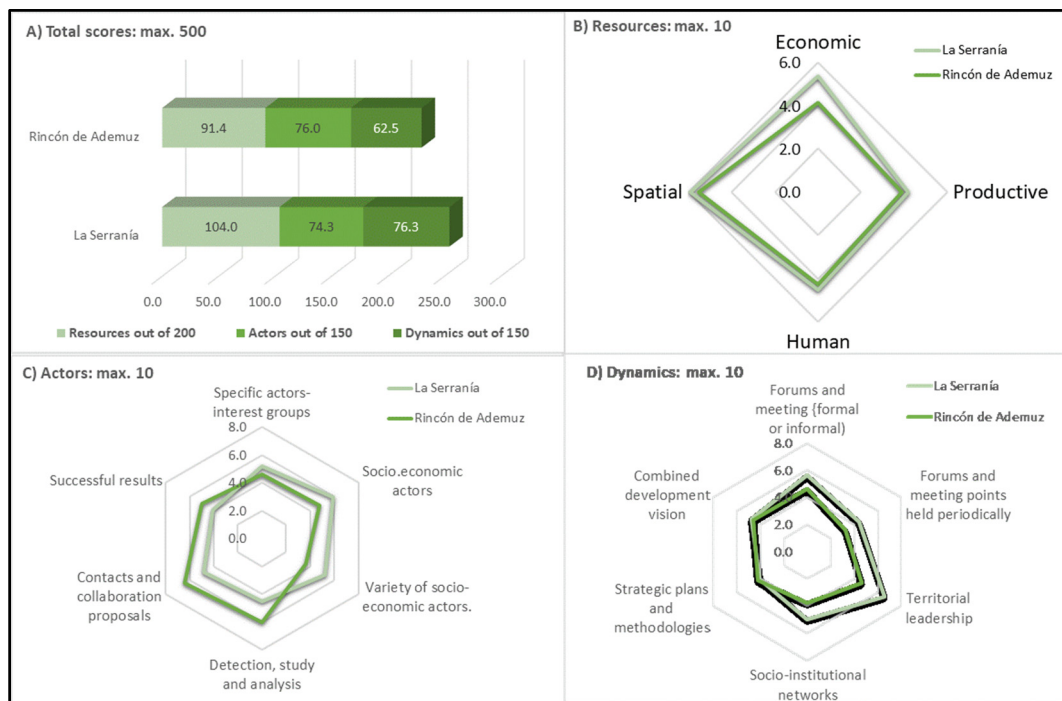 A) Total scores: max. 500
Rincón de Ademuz
91.4
76.0
62.5
La Serranía
104.0
74.3
76.3
0.0
50.0
100.0
150.0
200.0
250.0
300.0
Resources out of 200
Actors out of 150
Dynamics out of 150
B) Resources: max. 10
Economic
La Serranía
Rincón de Ademuz
6.0
4.0
2.0
0.0
Spatial
Productive
Human
C) Actors: max. 10
La Serranía
Rincón de Ademuz
Specific actors-
interest groups
8.0
6.0
4.0
2.0
0.0
Successful results
Socio.economic
actors
Contacts and
collaboration
proposals
Variety of socio-
economic actors.
Detection, study
and analysis
D) Dynamics: max. 10
La Serranía
Rincón de Ademuz
Forums and
meeting {formal
or informal)
8.0
6.0
4.0
2.0
0.0
Combined
development
vision
Forums and
meeting points
held periodically
Strategic plans and
methodologies
Territorial
leadership
Socio-institutional
networks